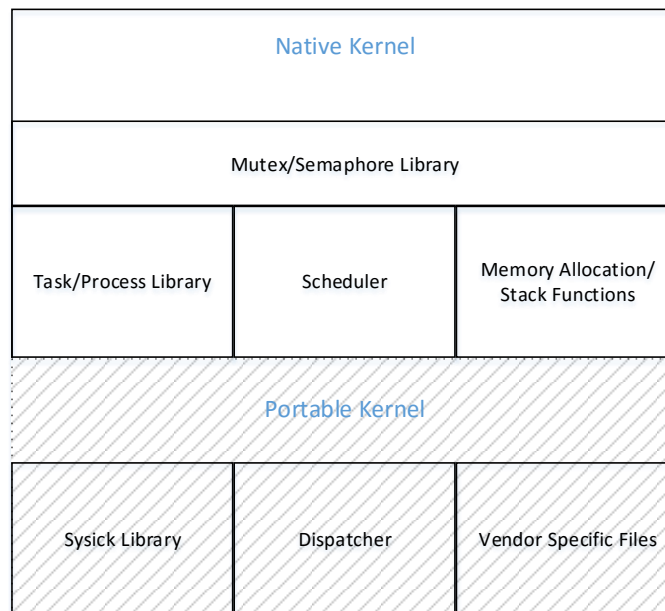 Native Kernel
Mutex/Semaphore Library
Task/Process Library
Scheduler
Memory Allocation/
Stack Functions
Portable Kernel
Sysick Library
Dispatcher
Vendor Specific Files